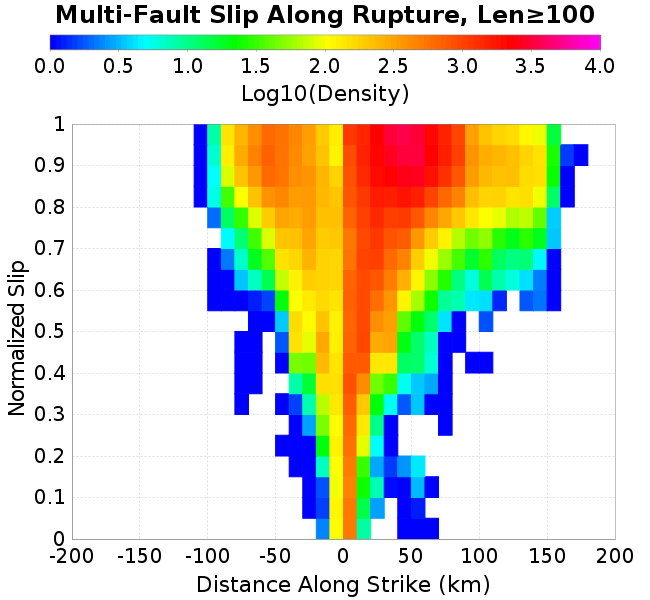 Multi-Fault Slip Along Rupture, Len≥100
0.0 0.5 1.0 1.5 2.0 2.5 3.0 3.5 4.0
Log10(Density)
1
0.9
0.8
0.7
0.6
0.5
0.4
0.3
0.2
0.1
0
Normalized Slip
-200 -150 -100 -50 0 50 100 150 200
Distance Along Strike (km)